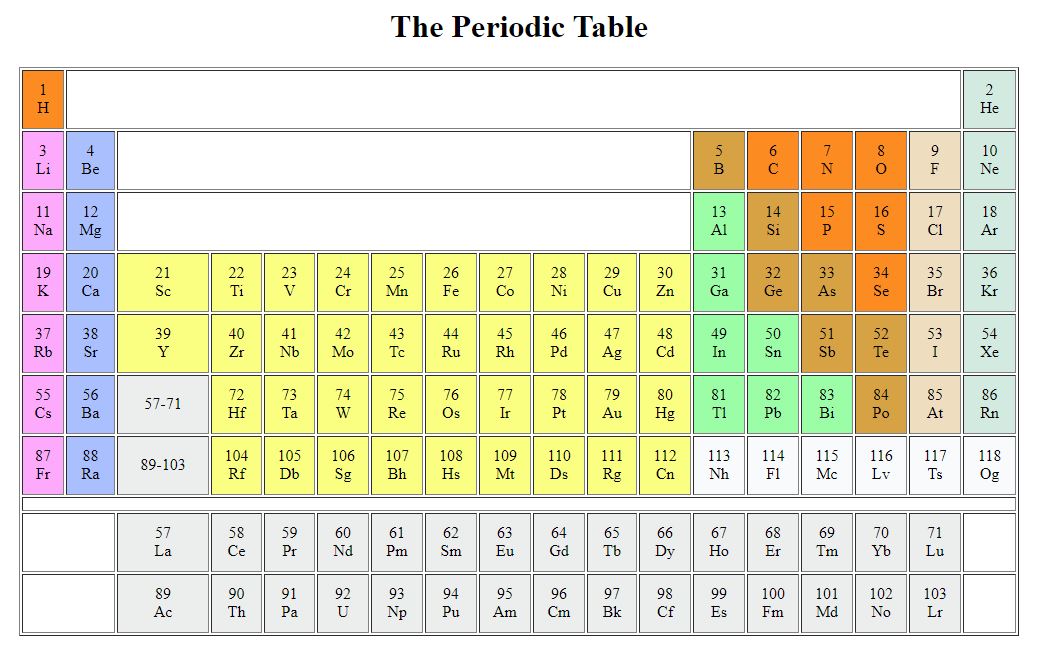 The Periodic Table
1 2
H He
3 4 5 6 7 8 9 10
Li Be B C N O F Ne
11 12 13 14 15 16 17 18
Na Mg Al Si P S Cl Ar
19 20 21 22 23 24 25 26 27 28 29 30 31 32 33 34 35 36
K Ca Sc Ti V Cr Mn Fe Co Ni Cu Zn Ga Ge As Se Br Kr
37 38 39 40 41 42 43 44 45 46 47 48 49 50 51 52 53 54
Rb Sr Y Zr Nb Mo Tc Ru Rh Pd Ag Cd In Sn Sb Te I Xe
55 56 57-71 72 73 74 75 76 77 78 79 80 81 82 83 84 85 86
Cs Ba Hf Ta W Re Os Ir Pt Au Hg Tl Pb Bi Po At Rn
87 88 89-103 104 105 106 107 108 109 110 111 112 113 114 115 116 117 118
Fr Ra Rf Db Sg Bh Hs Mt Ds Rg Cn Nh Fl Mc Lv Ts Og
57 58 59 60 61 62 63 64 65 66 67 68 69 70 71
La Ce Pr Nd Pm Sm Eu Gd Tb Dy Ho Er Tm Yb Lu
89 90 91 92 93 94 95 96 97 98 99 100 101 102 103
Ac Th Pa U Np Pu Am Cm Bk Cf Es Fm Md No Lr